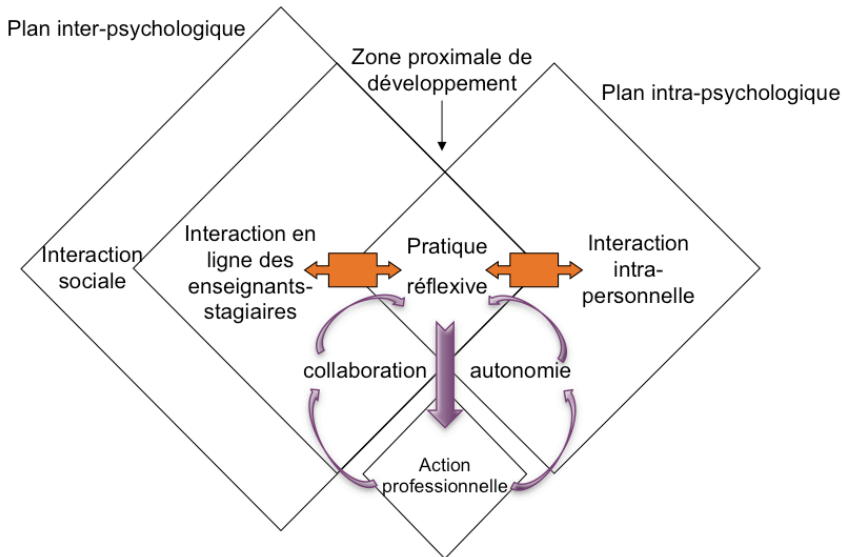 Plan inter-psychologique
Zone proximale de
développement
Plan intra-psychologique
Interaction
sociale
Interaction en
ligne des
enseignants-
stagiaires
Pratique
réflexive
Interaction
intra-
personnelle
collaboration
autonomie
Action
professionnelle